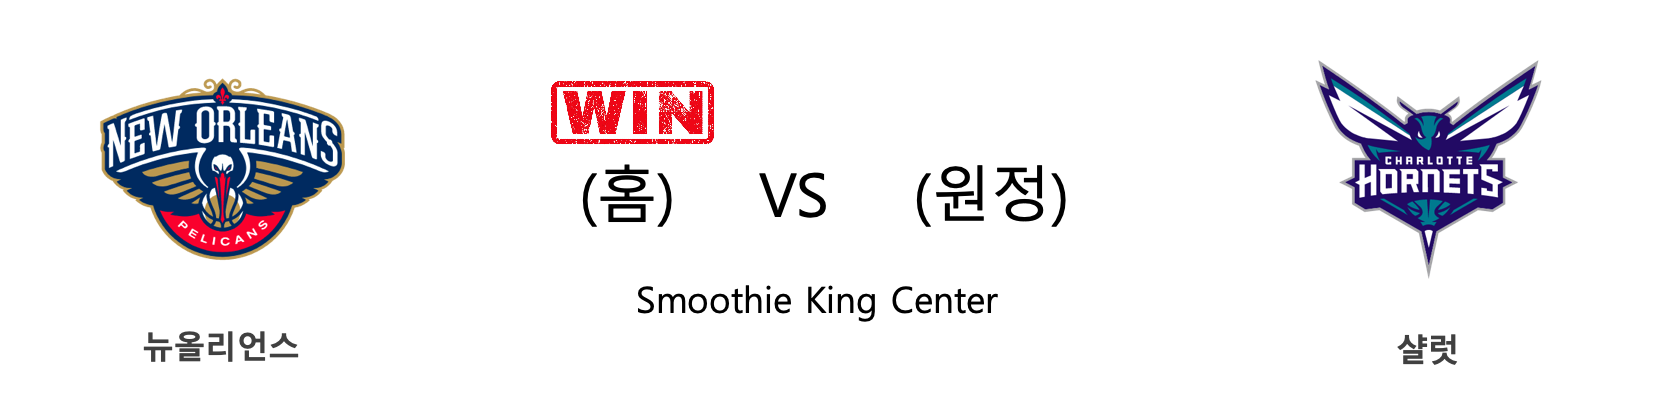 NEW ORLEANS
PELICANS
뉴올리언스
WIN
(홈) VS (원정)
Smoothie King Center
CHARLOTTE
HORNETS
샬럿